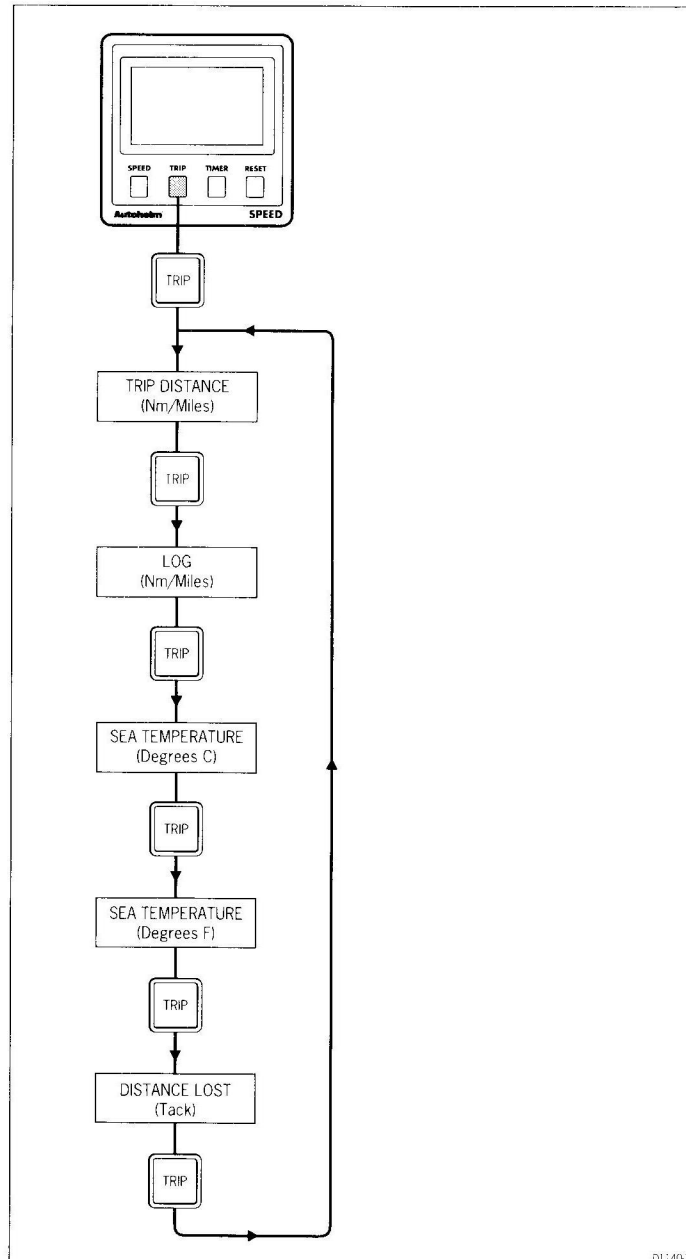 SPEED TRIP TIMER RESET
Autohelm SPEED
TRIP
TRIP DISTANCE
(Nm/Miles)
TRIP
LOG
(Nm/Miles)
TRIP
SEA TEMPERATURE
(Degrees C)
TRIP
SEA TEMPERATURE
(Degrees F)
TRIP
DISTANCE LOST
(Tack)
TRIP